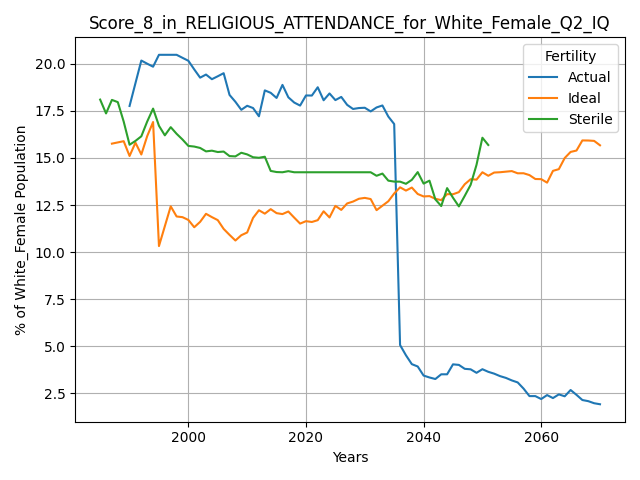 Score_8_in_RELIGIOUS_ATTENDANCE_for_White_Female_Q2_IQ
Fertility
Actual
Ideal
Sterile
% of White_Female Population
20.0
17.5
15.0
12.5
10.0
7.5
5.0
2.5
2000
2020
2040
2060
Years